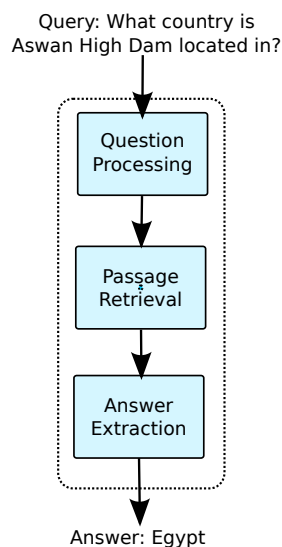 Query: What country is
Aswan High Dam located in?
Question
Processing
Passage
Retrieval
Answer
Extraction
Answer: Egypt